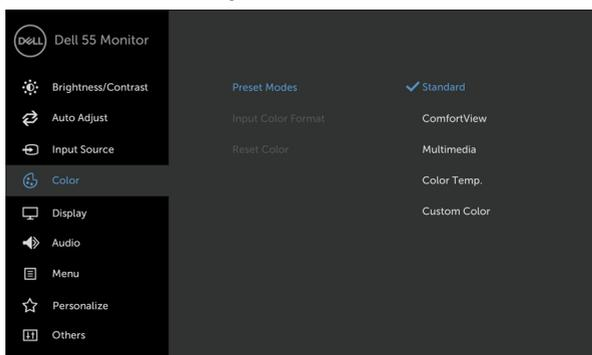 DELL
Dell 55 Monitor
Brightness/Contrast
Auto Adjust
Input Source
Color
Display
Audio
Menu
Personalize
Others
Preset Modes
Input Color Format
Reset Color
Standard
ComfortView
Multimedia
Color Temp.
Custom Color